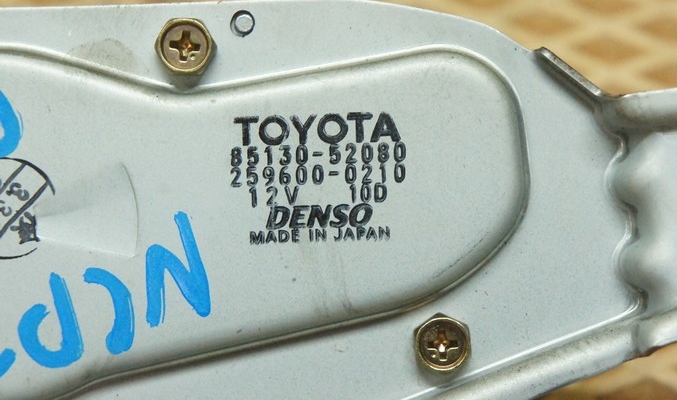 TOYOTA
85130-52080
259600-0210
12V 10D
DENSO
MADE IN JAPAN
NCP